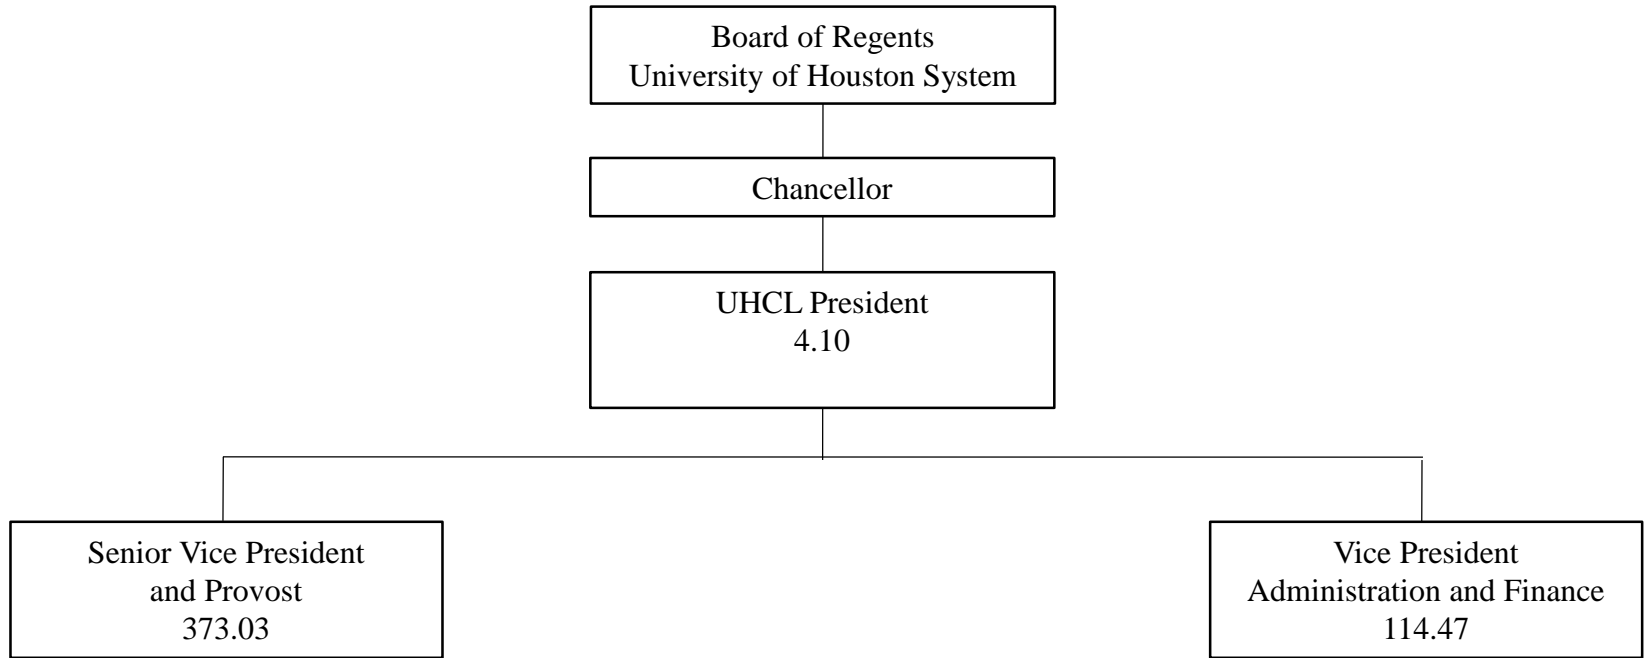 Board of Regents
University of Houston System
Chancellor
UHCL President
4.10
Senior Vice President
and Provost
373.03
Vice President
Administration and Finance
114.47